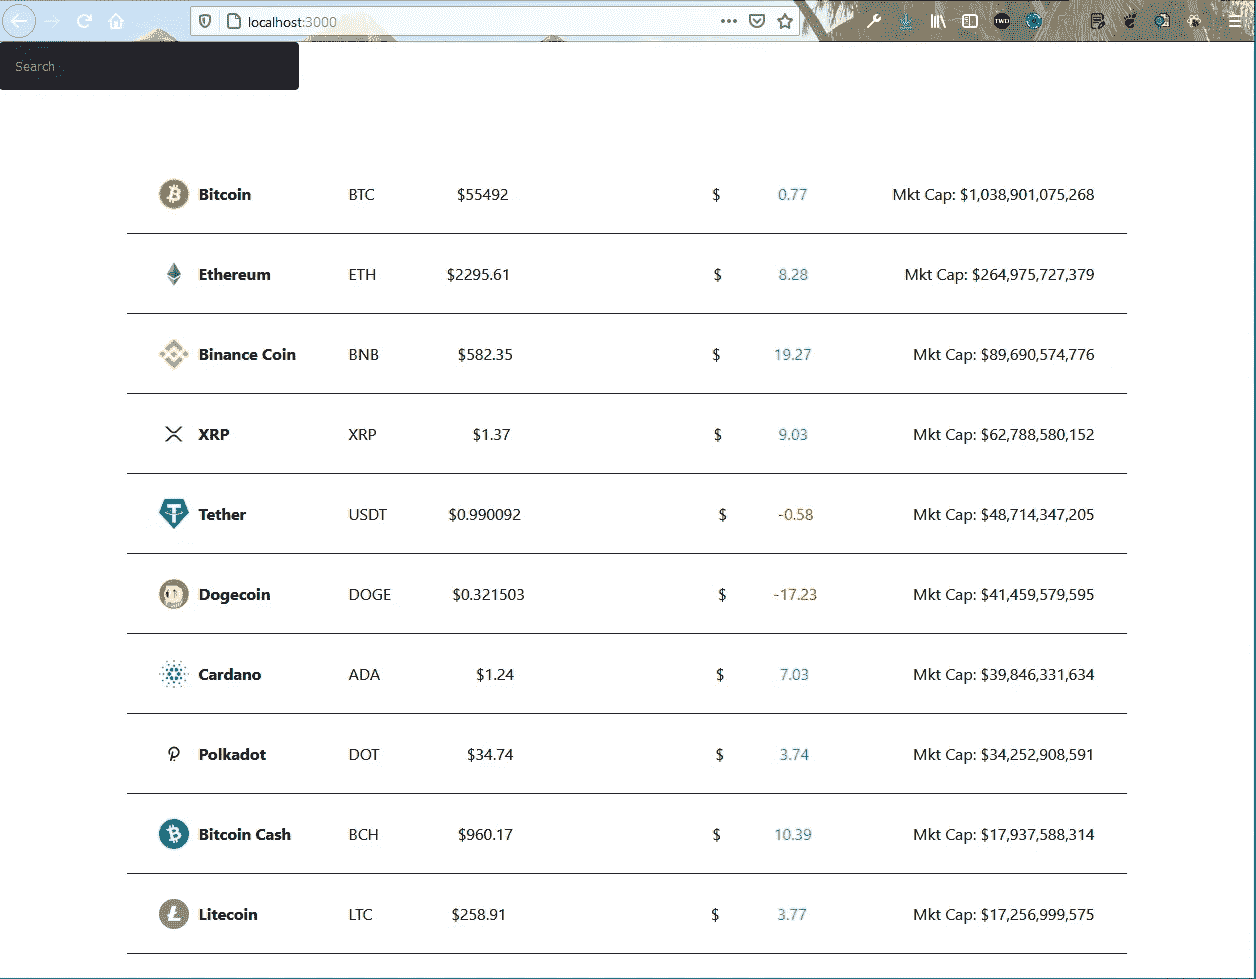 localhost:3000
TWD
Search
Bitcoin BTC $55492 $ 0.77 Mkt Cap: $1,038,901,075,268
Ethereum ETH $2295.61 $ 8.28 Mkt Cap: $264,975,727,379
Binance Coin BNB $582.35 $ 19.27 Mkt Cap: $89,690,574,776
XRP XRP $1.37 $ 9.03 Mkt Cap: $62,788,580,152
Tether USDT $0.990092 $ -0.58 Mkt Cap: $48,714,347,205
Dogecoin DOGE $0.321503 $ -17.23 Mkt Cap: $41,459,579,595
Cardano ADA $1.24 $ 7.03 Mkt Cap: $39,846,331,634
Polkadot DOT $34.74 $ 3.74 Mkt Cap: $34,252,908,591
Bitcoin Cash BCH $960.17 $ 10.39 Mkt Cap: $17,937,588,314
Litecoin LTC $258.91 $ 3.77 Mkt Cap: $17,256,999,575